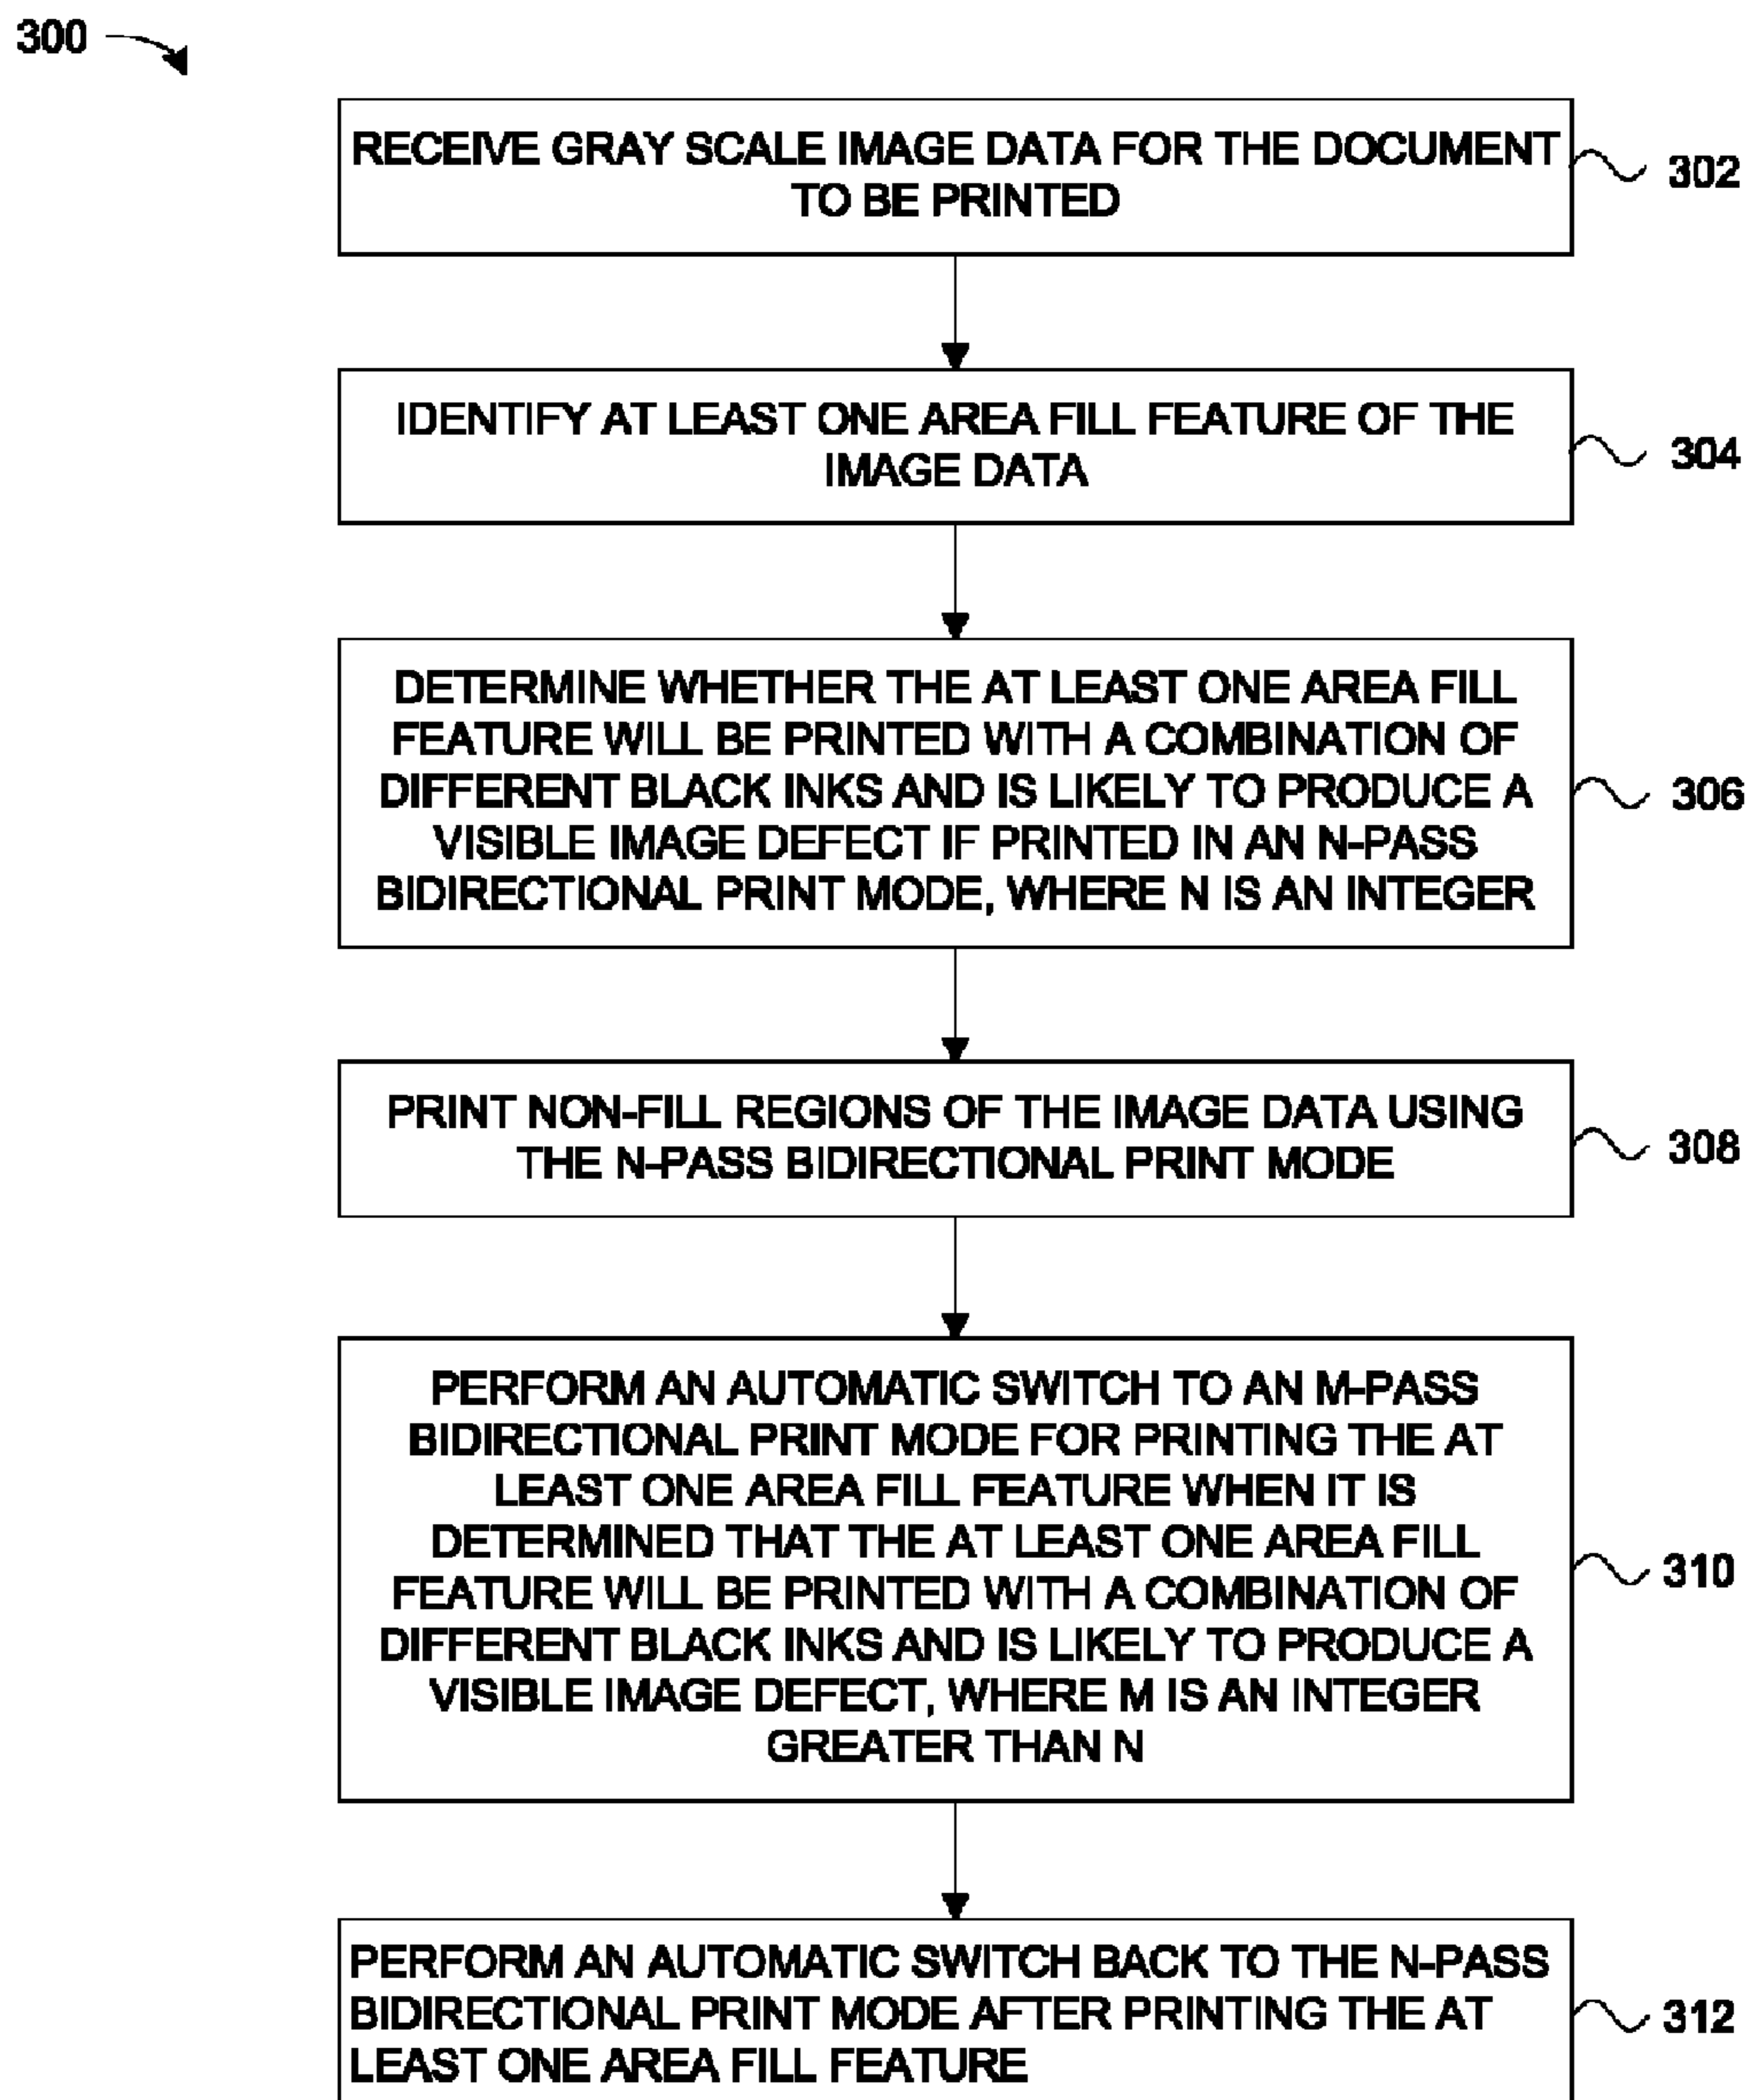 300
RECEIVE GRAY SCALE IMAGE DATA FOR THE DOCUMENT
TO BE PRINTED
302
IDENTIFY AT LEAST ONE AREA FILL FEATURE OF THE
IMAGE DATA
304
DETERMINE WHETHER THE AT LEAST ONE AREA FILL
FEATURE WILL BE PRINTED WITH A COMBINATION OF
DIFFERENT BLACK INKS AND IS LIKELY TO PRODUCE A
VISIBLE IMAGE DEFECT IF PRINTED IN AN N-PASS
BIDIRECTIONAL PRINT MODE, WHERE N IS AN INTEGER
306
PRINT NON-FILL REGIONS OF THE IMAGE DATA USING
THE N-PASS BIDIRECTIONAL PRINT MODE
308
PERFORM AN AUTOMATIC SWITCH TO AN M-PASS
BIDIRECTIONAL PRINT MODE FOR PRINTING THE AT
LEAST ONE AREA FILL FEATURE WHEN IT IS
DETERMINED THAT THE AT LEAST ONE AREA FILL
FEATURE WILL BE PRINTED WITH A COMBINATION OF
DIFFERENT BLACK INKS AND IS LIKELY TO PRODUCE A
VISIBLE IMAGE DEFECT, WHERE M IS AN INTEGER
GREATER THAN N
310
PERFORM AN AUTOMATIC SWITCH BACK TO THE N-PASS
BIDIRECTIONAL PRINT MODE AFTER PRINTING THE AT
LEAST ONE AREA FILL FEATURE
312